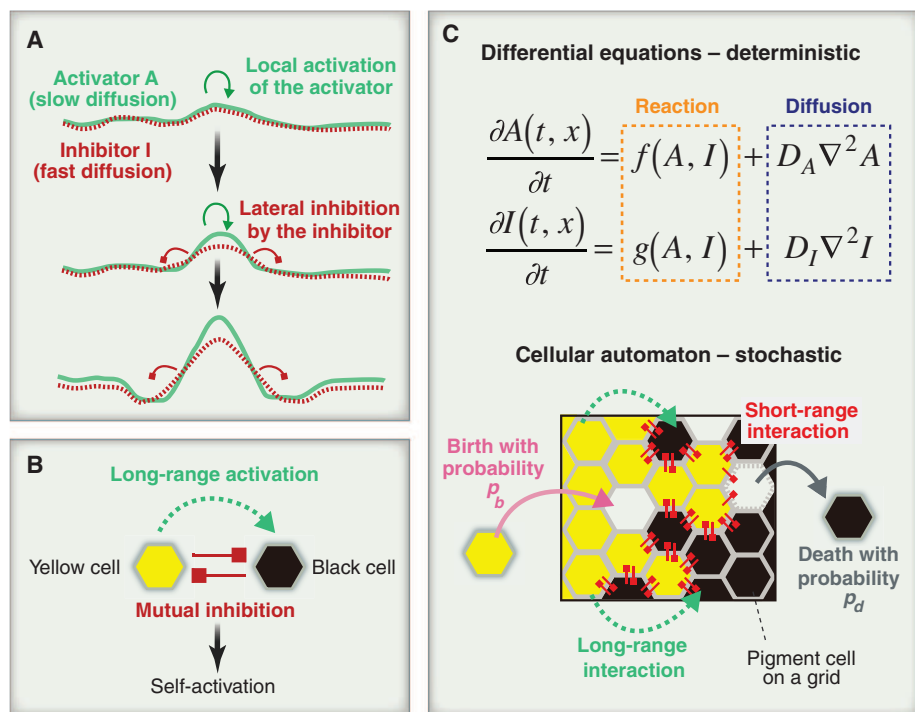 A
Activator A
(slow diffusion)
Local activation
of the activator
Inhibitor I
(fast diffusion)
Lateral inhibition
by the inhibitor
B
Long-range activation
Yellow cell
Black cell
Mutual inhibition
Self-activation
C
Differential equations – deterministic
Reaction
Diffusion
∂A(t, x)/∂t = f(A, I) + D_A∇²A
∂I(t, x)/∂t = g(A, I) + D_I∇²I
Cellular automaton – stochastic
Birth with
probability
p_b
Short-range
interaction
Death with
probability
p_d
Long-range
interaction
Pigment cell
on a grid